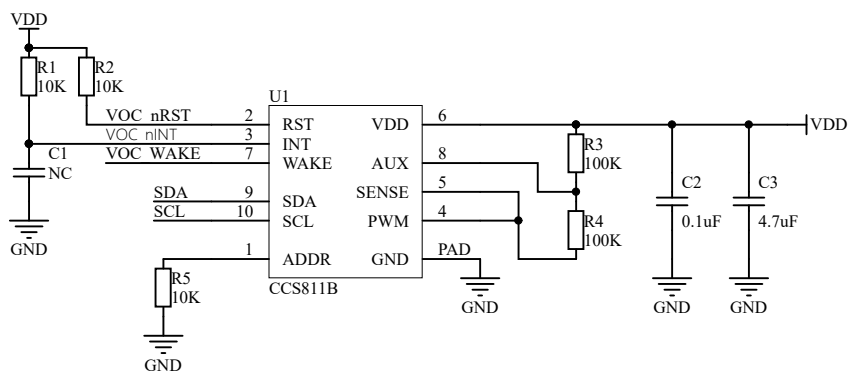 VDD
R1
10K
R2
10K
U1
VOC_nRST 2 RST VDD 6 VDD
VOC_nINT 3 INT
VOC_WAKE 7 WAKE AUX 8
R3
100K
C1
NC
SENSE 5
C2
0.1uF
C3
4.7uF
SDA 9 SDA
SCL 10 SCL PWM 4
R4
100K
GND
1 ADDR GND PAD
R5
10K
CCS811B
GND
GND
GND
GND